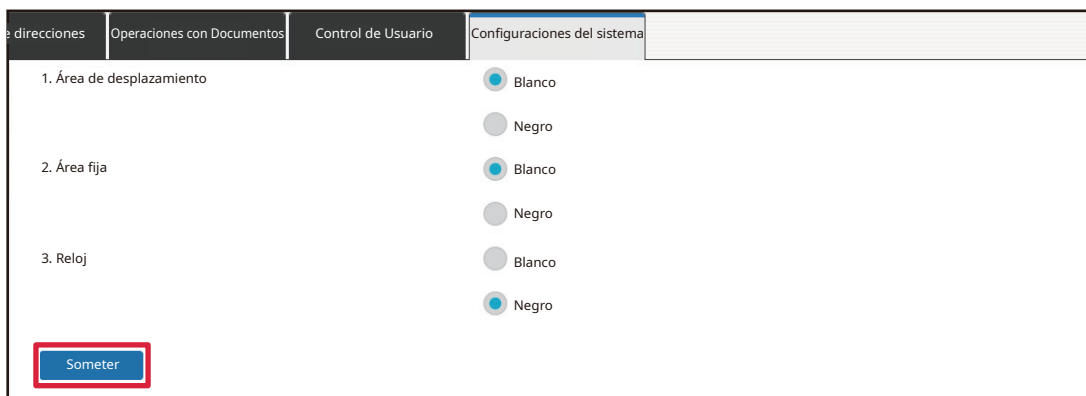 e direcciones Operaciones con Documentos Control de Usuario Configuraciones del sistema
1. Área de desplazamiento Blanco
Negro
2. Área fija Blanco
Negro
3. Reloj Blanco
Negro
Someter